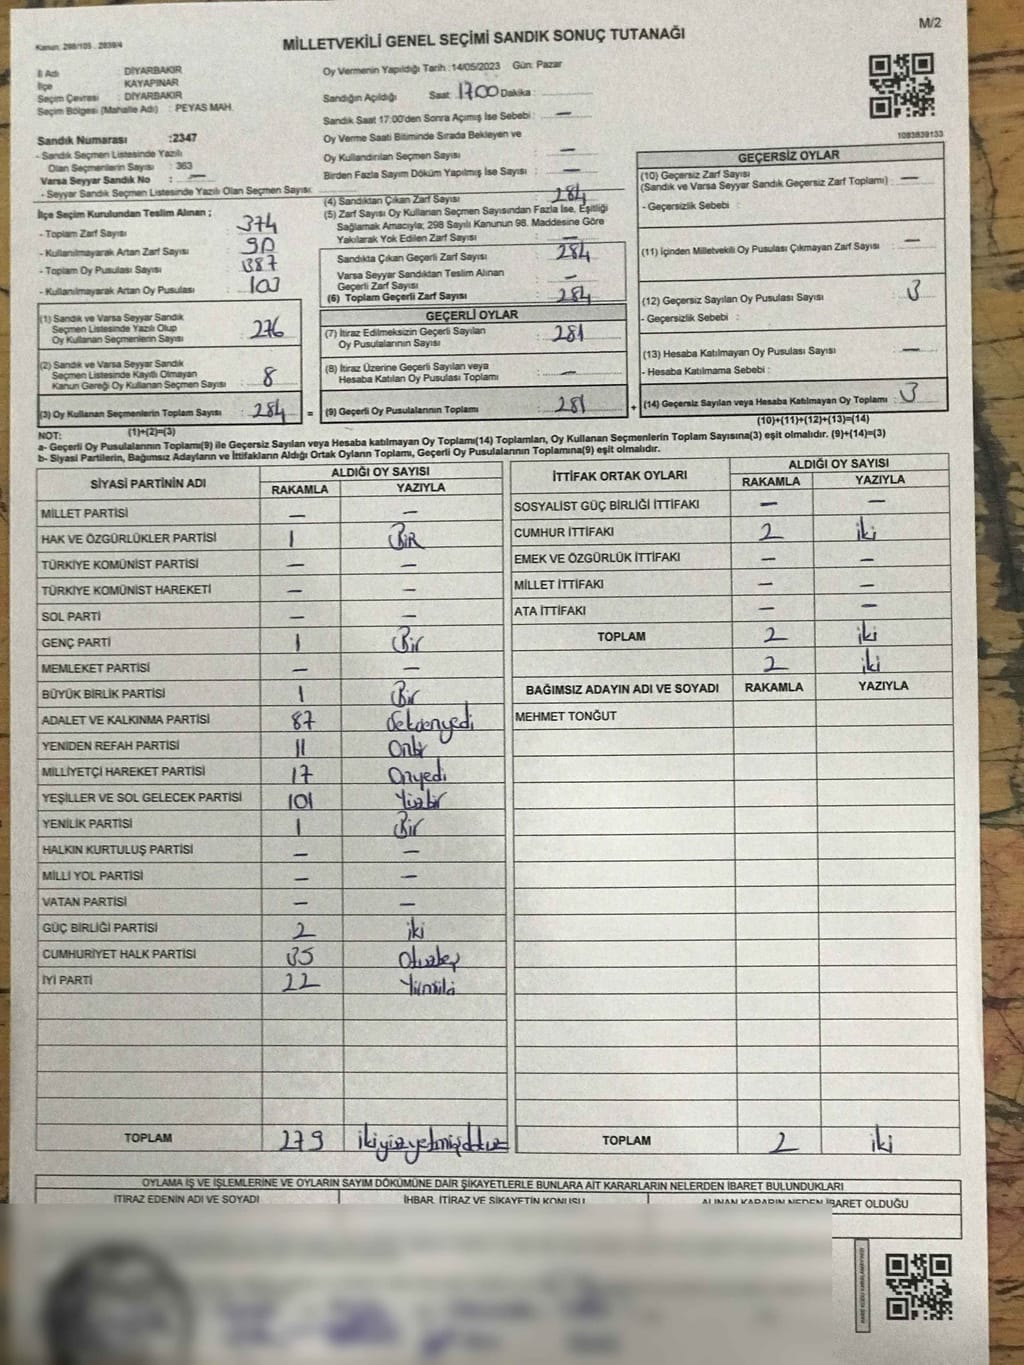 M/2
Kanun: 298/105 . 2839/4
MİLLETVEKİLİ GENEL SEÇİMİ SANDIK SONUÇ TUTANAĞI
İl Adı DİYARBAKIR
İlçe KAYAPINAR
Seçim Çevresi : DİYARBAKIR
Seçim Bölgesi (Mahalle Adı) : PEYAS MAH.
Sandık Numarası :2347
- Sandık Seçmen Listesinde Yazılı
Olan Seçmenlerin Sayısı : 363
Varsa Seyyar Sandık No : —
- Seyyar Sandık Seçmen Listesinde Yazılı Olan Seçmen Sayısı:
Oy Vermenin Yapıldığı Tarih :14/05/2023 Gün: Pazar
Sandığın Açıldığı Saat: 17:00 Dakika :
Sandık Saat 17:00'den Sonra Açımış İse Sebebi : —
Oy Verme Saati Bitiminde Sırada Bekleyen ve
Oy Kullandırılan Seçmen Sayısı : —
Birden Fazla Sayım Döküm Yapılmış İse Sayısı : —
1083839133
İlçe Seçim Kurulundan Teslim Alınan ;
- Toplam Zarf Sayısı : 374
- Kullanılmayarak Artan Zarf Sayısı : 90
- Toplam Oy Pusulası Sayısı : 387
- Kullanılmayarak Artan Oy Pusulası : 103
(4) Sandıktan Çıkan Zarf Sayısı : 284
(5) Zarf Sayısı Oy Kullanan Seçmen Sayısından Fazla İse, Eşitliği
Sağlamak Amacıyla; 298 Sayılı Kanunun 98. Maddesine Göre
Yakılarak Yok Edilen Zarf Sayısı : —
Sandıkta Çıkan Geçerli Zarf Sayısı : 284
Varsa Seyyar Sandıktan Teslim Alınan
Geçerli Zarf Sayısı : —
(6) Toplam Geçerli Zarf Sayısı : 284
GEÇERSİZ OYLAR
(10) Geçersiz Zarf Sayısı
(Sandık ve Varsa Seyyar Sandık Geçersiz Zarf Toplamı) : —
- Geçersizlik Sebebi :
(11) İçinden Milletvekili Oy Pusulası Çıkmayan Zarf Sayısı : —
(12) Geçersiz Sayılan Oy Pusulası Sayısı : 3
- Geçersizlik Sebebi :
(13) Hesaba Katılmayan Oy Pusulası Sayısı : —
- Hesaba Katılmama Sebebi :
(14) Geçersiz Sayılan veya Hesaba Katılmayan Oy Toplamı : 3
(10)+(11)+(12)+(13)=(14)
(1) Sandık ve Varsa Seyyar Sandık
Seçmen Listesinde Yazılı Olup
Oy Kullanan Seçmenlerin Sayısı : 276
(2) Sandık ve Varsa Seyyar Sandık
Seçmen Listesinde Kayıtlı Olmayan
Kanun Gereği Oy Kullanan Seçmen Sayısı : 8
(3) Oy Kullanan Seçmenlerin Toplam Sayısı : 284 =
(1)+(2)=(3)
GEÇERLİ OYLAR
(7) İtiraz Edilmeksizin Geçerli Sayılan
Oy Pusulalarının Sayısı : 281
(8) İtiraz Üzerine Geçerli Sayılan veya
Hesaba Katılan Oy Pusulası Toplamı : —
(9) Geçerli Oy Pusulalarının Toplamı : 281 +
NOT:
a- Geçerli Oy Pusulalarının Toplamı(9) ile Geçersiz Sayılan veya Hesaba katılmayan Oy Toplamı(14) Toplamları, Oy Kullanan Seçmenlerin Toplam Sayısına(3) eşit olmalıdır. (9)+(14)=(3)
b- Siyasi Partilerin, Bağımsız Adayların ve İttifakların Aldığı Ortak Oyların Toplamı, Geçerli Oy Pusulalarının Toplamına(9) eşit olmalıdır.
SİYASİ PARTİNİN ADI ALDIĞI OY SAYISI
RAKAMLA YAZIYLA
MİLLET PARTİSİ — —
HAK VE ÖZGÜRLÜKLER PARTİSİ 1 BİR
TÜRKİYE KOMÜNİST PARTİSİ — —
TÜRKİYE KOMÜNİST HAREKETİ — —
SOL PARTİ — —
GENÇ PARTİ 1 Bir
MEMLEKET PARTİSİ — —
BÜYÜK BİRLİK PARTİSİ 1 Bir
ADALET VE KALKINMA PARTİSİ 87 Seksenyedi
YENİDEN REFAH PARTİSİ 11 Onbir
MİLLİYETÇİ HAREKET PARTİSİ 17 Onyedi
YEŞİLLER VE SOL GELECEK PARTİSİ 101 Yüzbir
YENİLİK PARTİSİ 1 Bir
HALKIN KURTULUŞ PARTİSİ — —
MİLLİ YOL PARTİSİ — —
VATAN PARTİSİ — —
GÜÇ BİRLİĞİ PARTİSİ 2 iki
CUMHURİYET HALK PARTİSİ 35 Otuzbeş
İYİ PARTİ 22 Yirmiiki
TOPLAM 279 ikiyüzyetmişdokuz
İTTİFAK ORTAK OYLARI ALDIĞI OY SAYISI
RAKAMLA YAZIYLA
SOSYALİST GÜÇ BİRLİĞİ İTTİFAKI — —
CUMHUR İTTİFAKI 2 iki
EMEK VE ÖZGÜRLÜK İTTİFAKI — —
MİLLET İTTİFAKI — —
ATA İTTİFAKI — —
TOPLAM 2 iki
2 iki
BAĞIMSIZ ADAYIN ADI VE SOYADI RAKAMLA YAZIYLA
MEHMET TONĞUT
TOPLAM 2 iki
OYLAMA İŞ VE İŞLEMLERİNE VE OYLARIN SAYIM DÖKÜMÜNE DAİR ŞİKAYETLERLE BUNLARA AİT KARARLARIN NELERDEN İBARET BULUNDUKLARI
İTİRAZ EDENİN ADI VE SOYADI İHBAR, İTİRAZ VE ŞİKAYETİN KONUSU ALINAN KARARIN NEDEN İBARET OLDUĞU